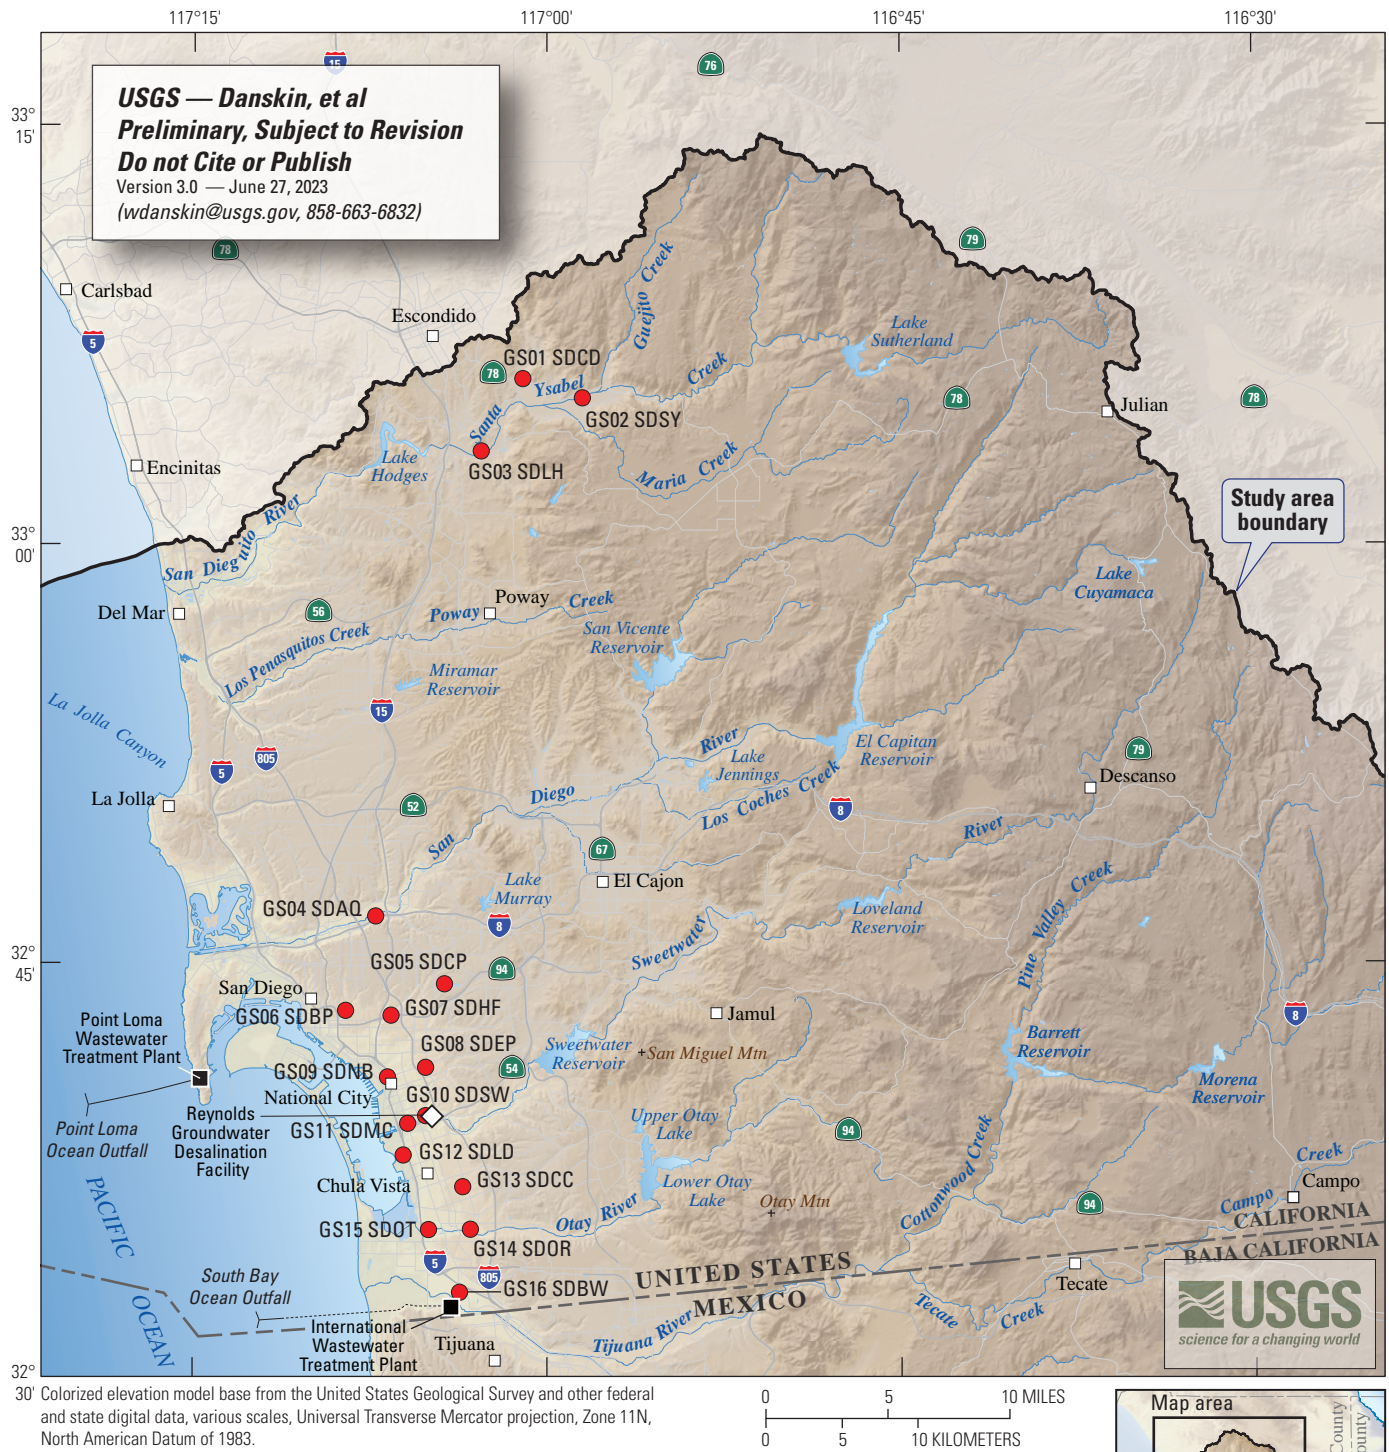 117°15'
117°00'
116°45'
116°30'
15
76
USGS — Danskin, et al
Preliminary, Subject to Revision
Do not Cite or Publish
Version 3.0 — June 27, 2023
(wdanskin@usgs.gov, 858-663-6832)
33°
15'
78
79
Guejito Creek
Carlsbad
Escondido
5
Lake
Sutherland
GS01 SDCD
78
Ysabel
Creek
78
78
GS02 SDSY
Julian
Santa
Lake
Hodges
GS03 SDLH
Maria Creek
Encinitas
Study area
boundary
33°
00'
San Dieguito River
Lake
Cuyamaca
Del Mar
56
Poway
Poway
Creek
Los Penasquitos Creek
San Vicente
Reservoir
Miramar
Reservoir
La Jolla Canyon
15
5
805
River
Lake
Jennings
El Capitan
Reservoir
79
Descanso
La Jolla
52
Diego
Los Coches Creek
8
River
San
67
El Cajon
Lake
Murray
GS04 SDAQ
8
Loveland
Reservoir
Pine Valley Creek
Sweetwater
32°
45'
GS05 SDCP
94
San Diego
GS06 SDBP
GS07 SDHF
Jamul
8
Point Loma
Wastewater
Treatment Plant
GS08 SDEP
Sweetwater
Reservoir
San Miguel Mtn
Barrett
Reservoir
54
GS09 SDNB
National City
GS10 SDSW
Morena
Reservoir
Reynolds
Groundwater
Desalination
Facility
GS11 SDMC
Upper Otay
Lake
94
Point Loma
Ocean Outfall
GS12 SDLD
Cottonwood Creek
Creek
Chula Vista
GS13 SDCC
Lower Otay
Lake
Otay Mtn
Campo
Campo
94
PACIFIC
GS15 SDOT
Otay River
CALIFORNIA
GS14 SDOR
BAJA CALIFORNIA
5
805
UNITED STATES
South Bay
Ocean Outfall
GS16 SDBW
MEXICO
Tecate
OCEAN
Tecate
Creek
USGS
science for a changing world
International
Wastewater
Treatment Plant
Tijuana
Tijuana River
32°
30'
Colorized elevation model base from the United States Geological Survey and other federal
and state digital data, various scales, Universal Transverse Mercator projection, Zone 11N,
North American Datum of 1983.
0 5 10 MILES
0 5 10 KILOMETERS
Map area
County